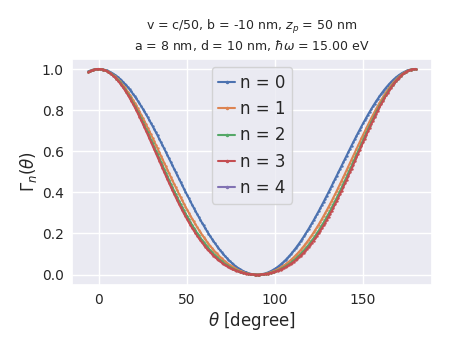 v = c/50, b = -10 nm, z_p = 50 nm
a = 8 nm, d = 10 nm, ℏω = 15.00 eV
1.0
0.8
0.6
0.4
0.2
0.0
Γ_n(θ)
n = 0
n = 1
n = 2
n = 3
n = 4
0
50
100
150
θ [degree]